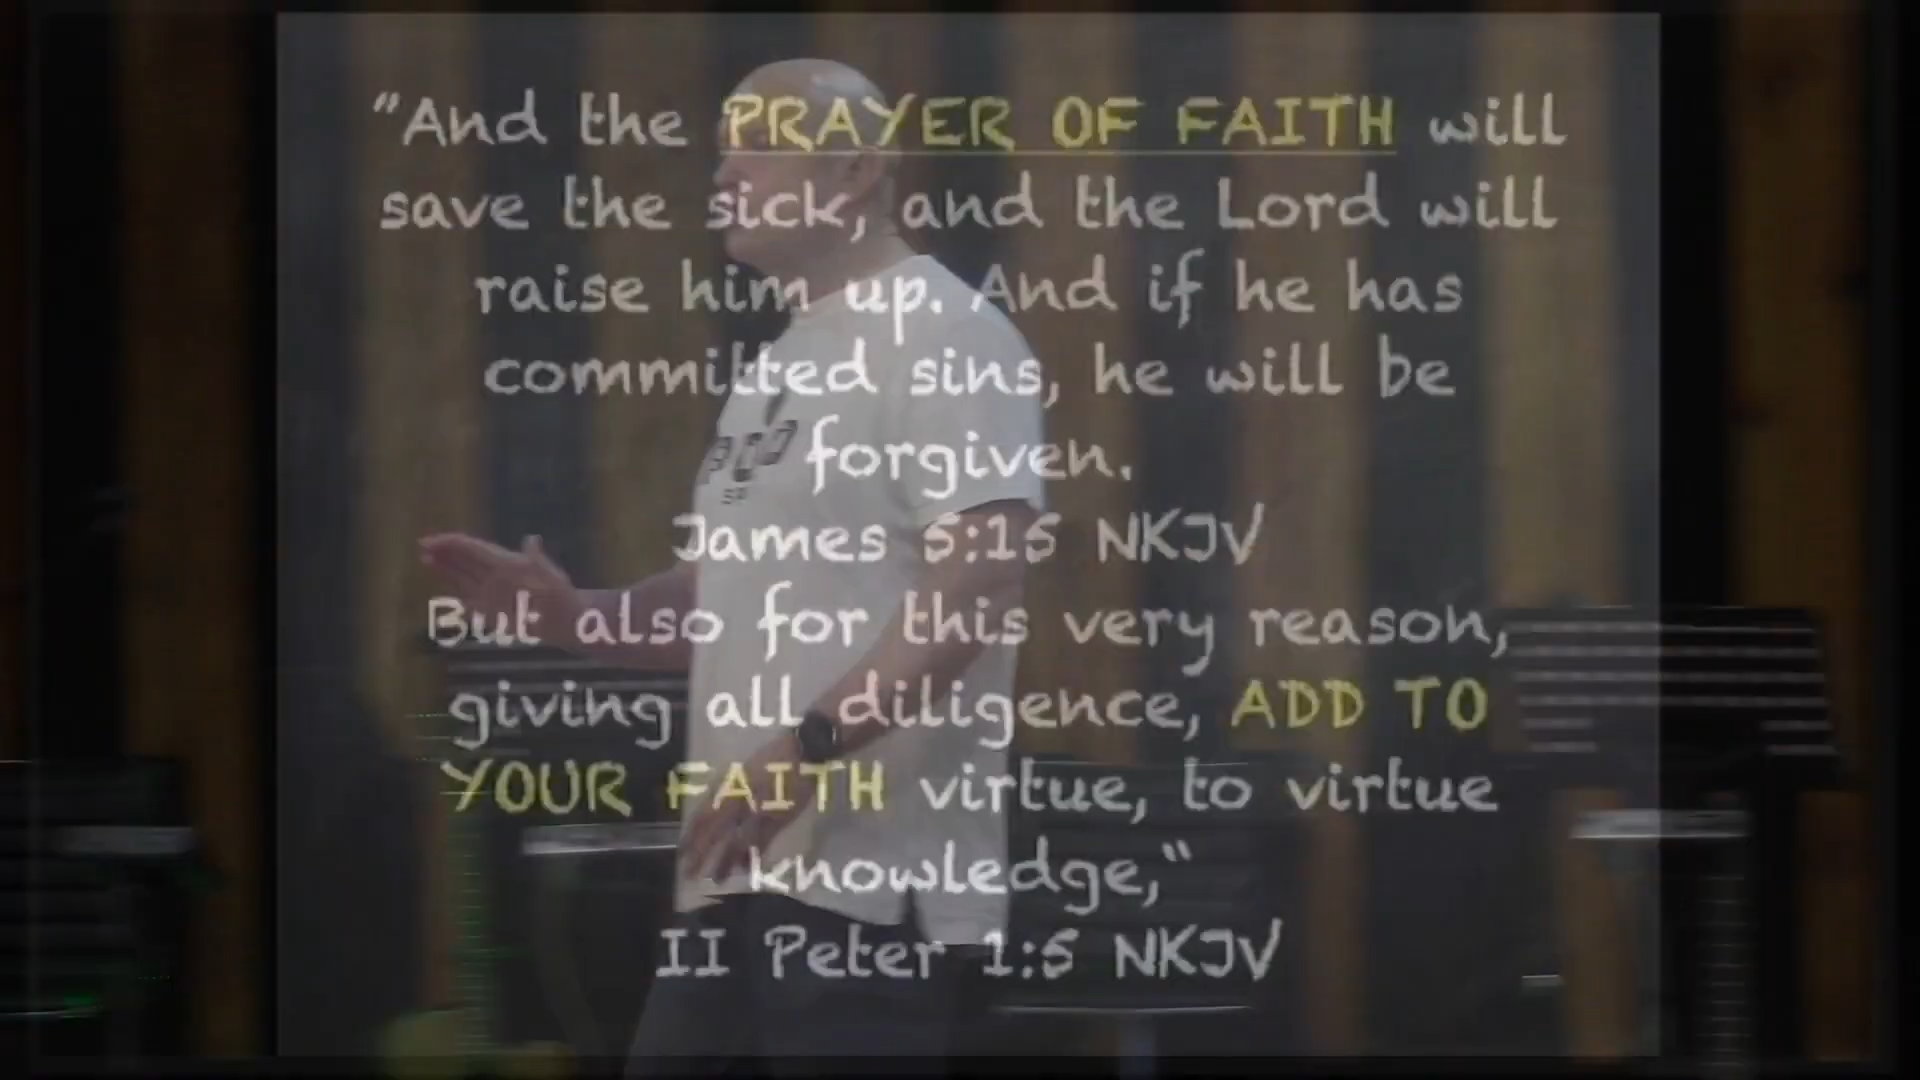 "And the PRAYER OF FAITH will
save the sick, and the Lord will
raise him up. And if he has
committed sins, he will be
forgiven.
James 5:15 NKJV
But also for this very reason,
giving all diligence, ADD TO
YOUR FAITH virtue, to virtue
knowledge,"
II Peter 1:5 NKJV